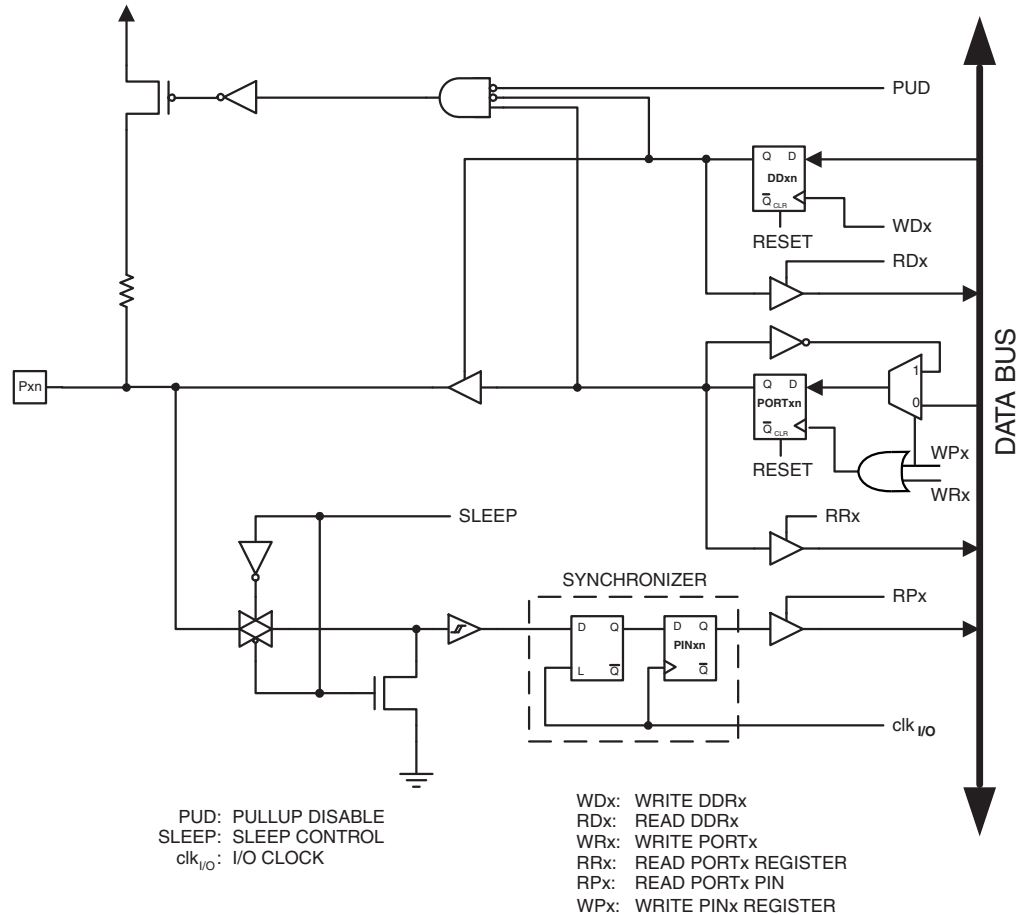 PUD
Q D
DDxn
Q CLR
WDx
RESET
RDx
Pxn
1
Q D
0
PORTxn
Q CLR
WPx
RESET
WRx
DATA BUS
SLEEP
RRx
SYNCHRONIZER
RPx
D Q
D Q
PINxn
L Q
Q
clk I/O
PUD: PULLUP DISABLE
SLEEP: SLEEP CONTROL
clkI/O: I/O CLOCK
WDx: WRITE DDRx
RDx: READ DDRx
WRx: WRITE PORTx
RRx: READ PORTx REGISTER
RPx: READ PORTx PIN
WPx: WRITE PINx REGISTER